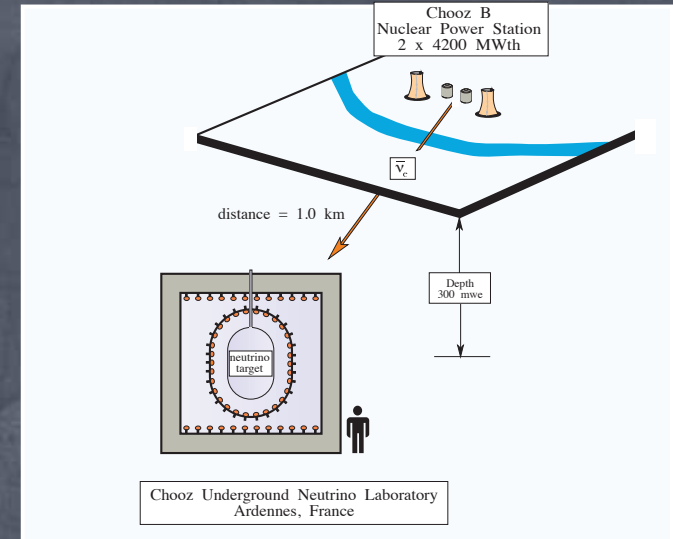 Chooz B
Nuclear Power Station
2 x 4200 MWth
ν̅e
distance = 1.0 km
Depth
300 mwe
neutrino
target
Chooz Underground Neutrino Laboratory
Ardennes, France